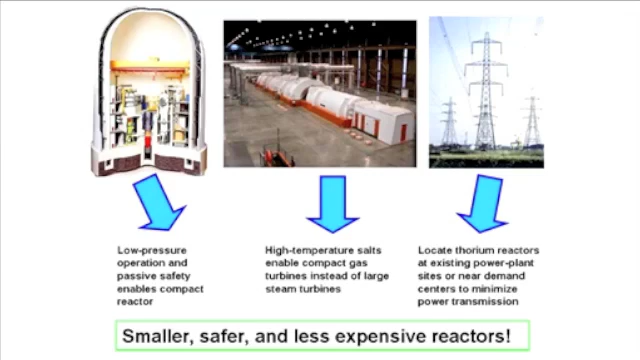 Low-pressure
operation and
passive safety
enables compact
reactor
High-temperature salts
enable compact gas
turbines instead of large
steam turbines
Locate thorium reactors
at existing power-plant
sites or near demand
centers to minimize
power transmission
Smaller, safer, and less expensive reactors!